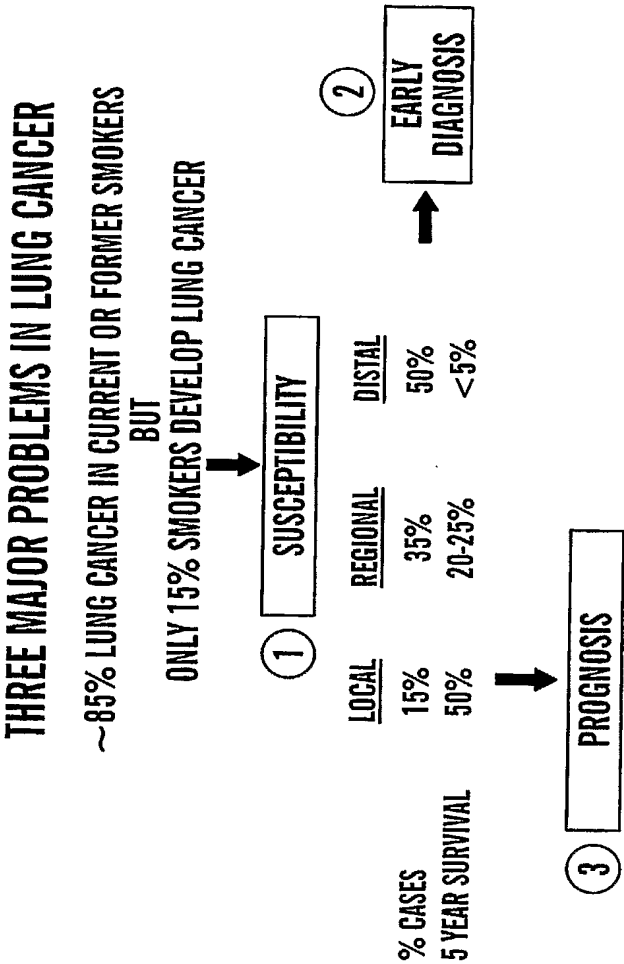 THREE MAJOR PROBLEMS IN LUNG CANCER
~85% LUNG CANCER IN CURRENT OR FORMER SMOKERS
BUT
ONLY 15% SMOKERS DEVELOP LUNG CANCER
1 SUSCEPTIBILITY
LOCAL REGIONAL DISTAL
% CASES 15% 35% 50%
5 YEAR SURVIVAL 50% 20-25% <5%
2
EARLY
DIAGNOSIS
3 PROGNOSIS